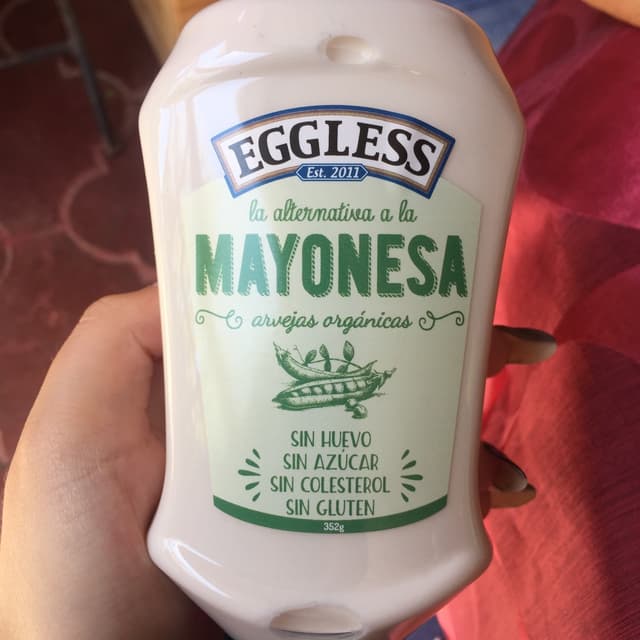 EGGLESS
Est. 2011
la alternativa a la
MAYONESA
arvejas orgánicas
SIN HUEVO
SIN AZÚCAR
SIN COLESTEROL
SIN GLUTEN
352g